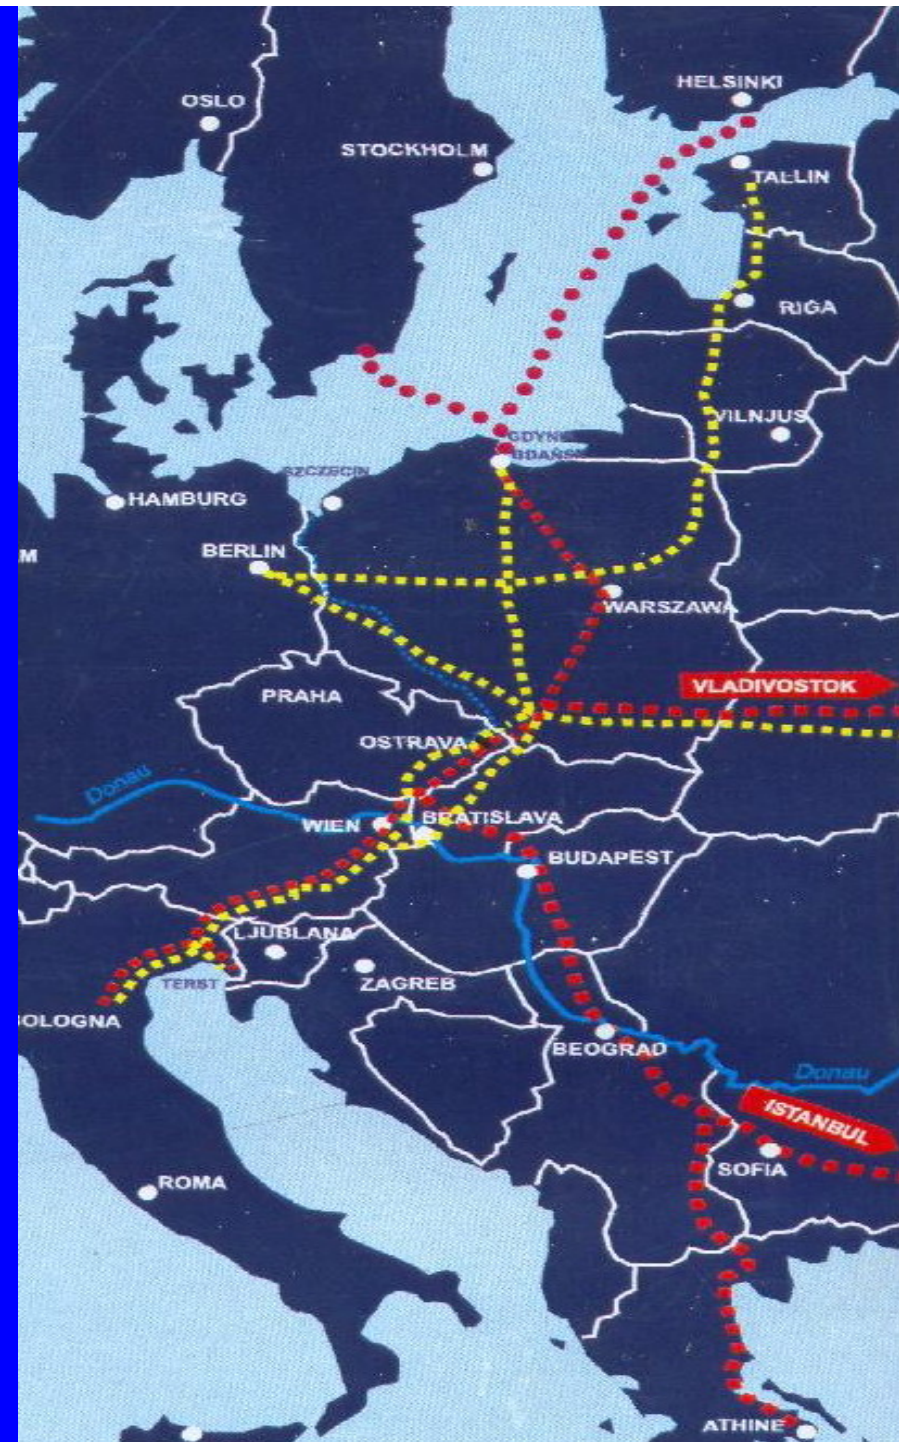 HELSINKI
OSLO
STOCKHOLM
TALLIN
RIGA
VILNJUS
GDYNIA
GDAŃSK
SZCZECIN
HAMBURG
M
BERLIN
WARSZAWA
VLADIVOSTOK
PRAHA
OSTRAVA
Donau
WIEN
BRATISLAVA
BUDAPEST
LJUBLANA
TERST
ZAGREB
BOLOGNA
BEOGRAD
Donau
ISTANBUL
SOFIA
ROMA
ATHINE